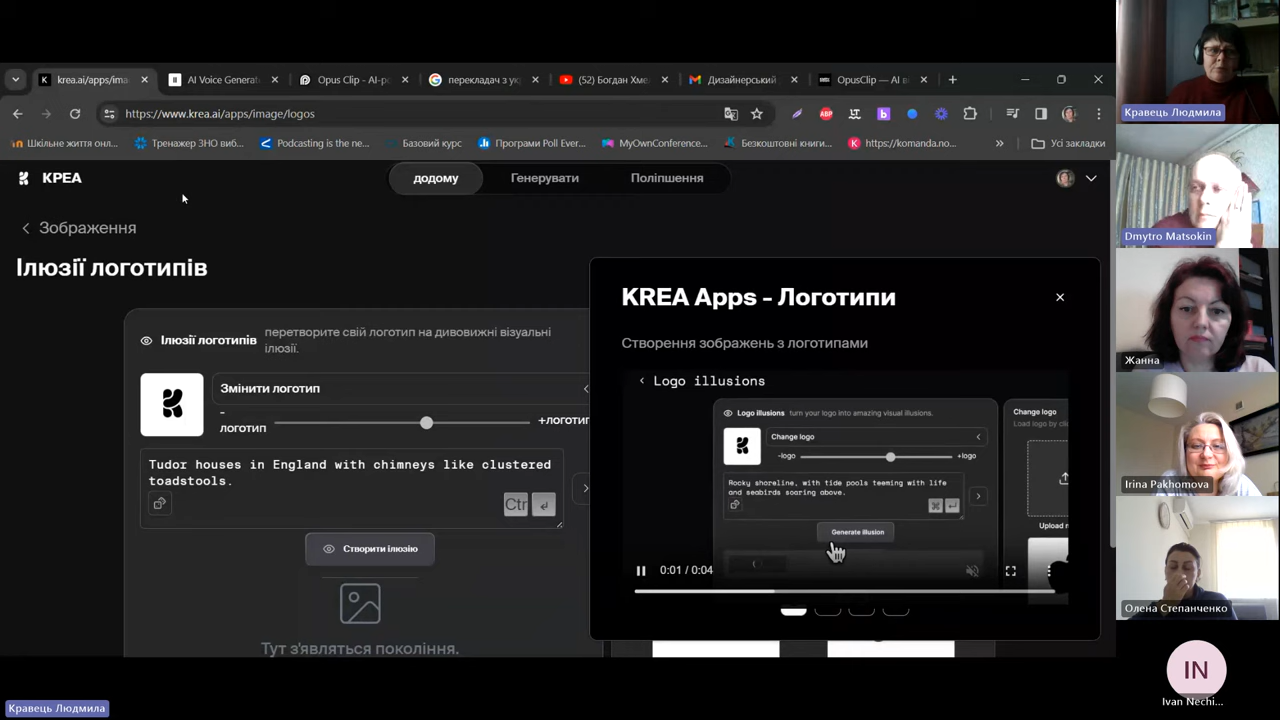 krea.ai/apps/ima
AI Voice Generat
Opus Clip - AI-po
перекладач з ук
(52) Богдан Хме
Дизайнерський
OpusClip — AI в
https://www.krea.ai/apps/image/logos
Шкільне життя онл...
Тренажер ЗНО виб...
Podcasting is the ne...
Базовий курс
Програми Poll Ever...
MyOwnConference...
Безкоштовні книги...
https://komanda.no...
Усі закладки
КРЕА
додому
Генерувати
Поліпшення
Зображення
Ілюзії логотипів
Ілюзії логотипів
перетворите свій логотип на дивовижні візуальні
ілюзії.
Змінити логотип
-
логотип
+логотип
Tudor houses in England with chimneys like clustered
toadstools.
Ctr
Створити ілюзію
Тут з'являться покоління.
KREA Apps - Логотипи
Створення зображень з логотипами
Logo illusions
Logo illusions turn your logo into amazing visual illusions.
Change logo
-logo
+logo
Rocky shoreline, with tide pools teeming with life
and seabirds soaring above.
Generate illusion
Change logo
Load logo by cli
Upload
0:01 / 0:04
Кравець Людмила
Dmytro Matsokin
Жанна
Irina Pakhomova
Олена Степанченко
IN
Ivan Nechi...
Кравець Людмила